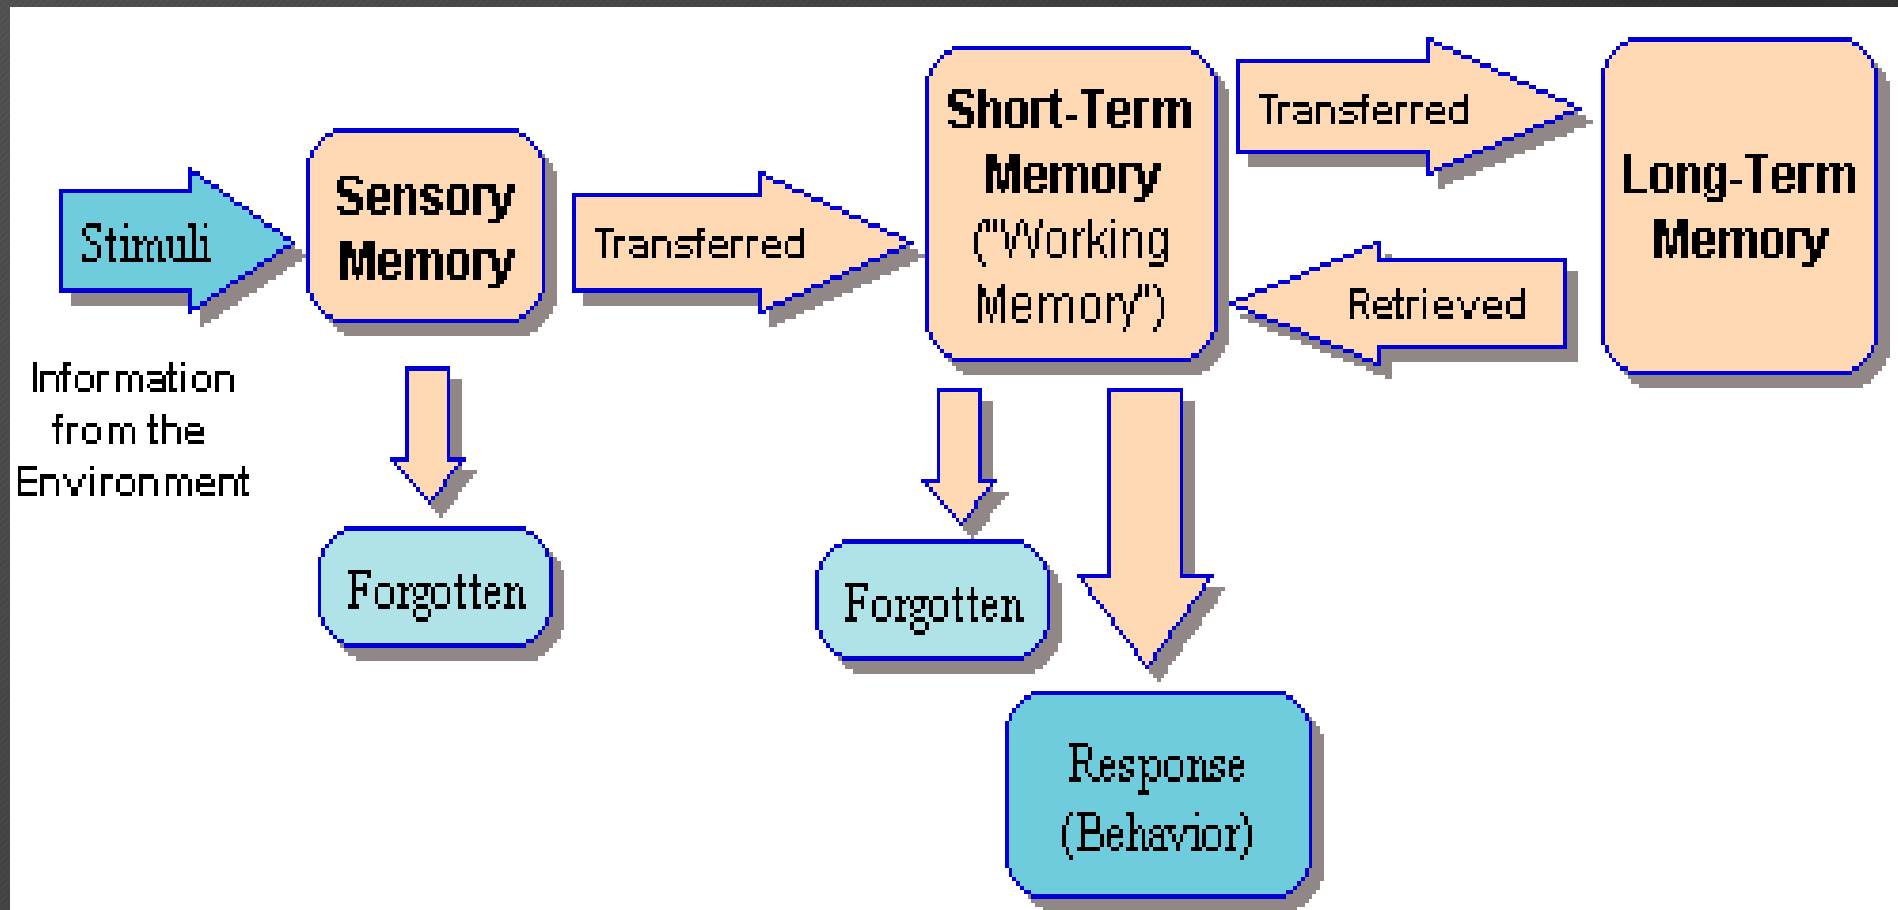 Stimuli
Information
from the
Environment
Sensory
Memory
Forgotten
Transferred
Short-Term
Memory
("Working
Memory")
Forgotten
Response
(Behavior)
Transferred
Retrieved
Long-Term
Memory